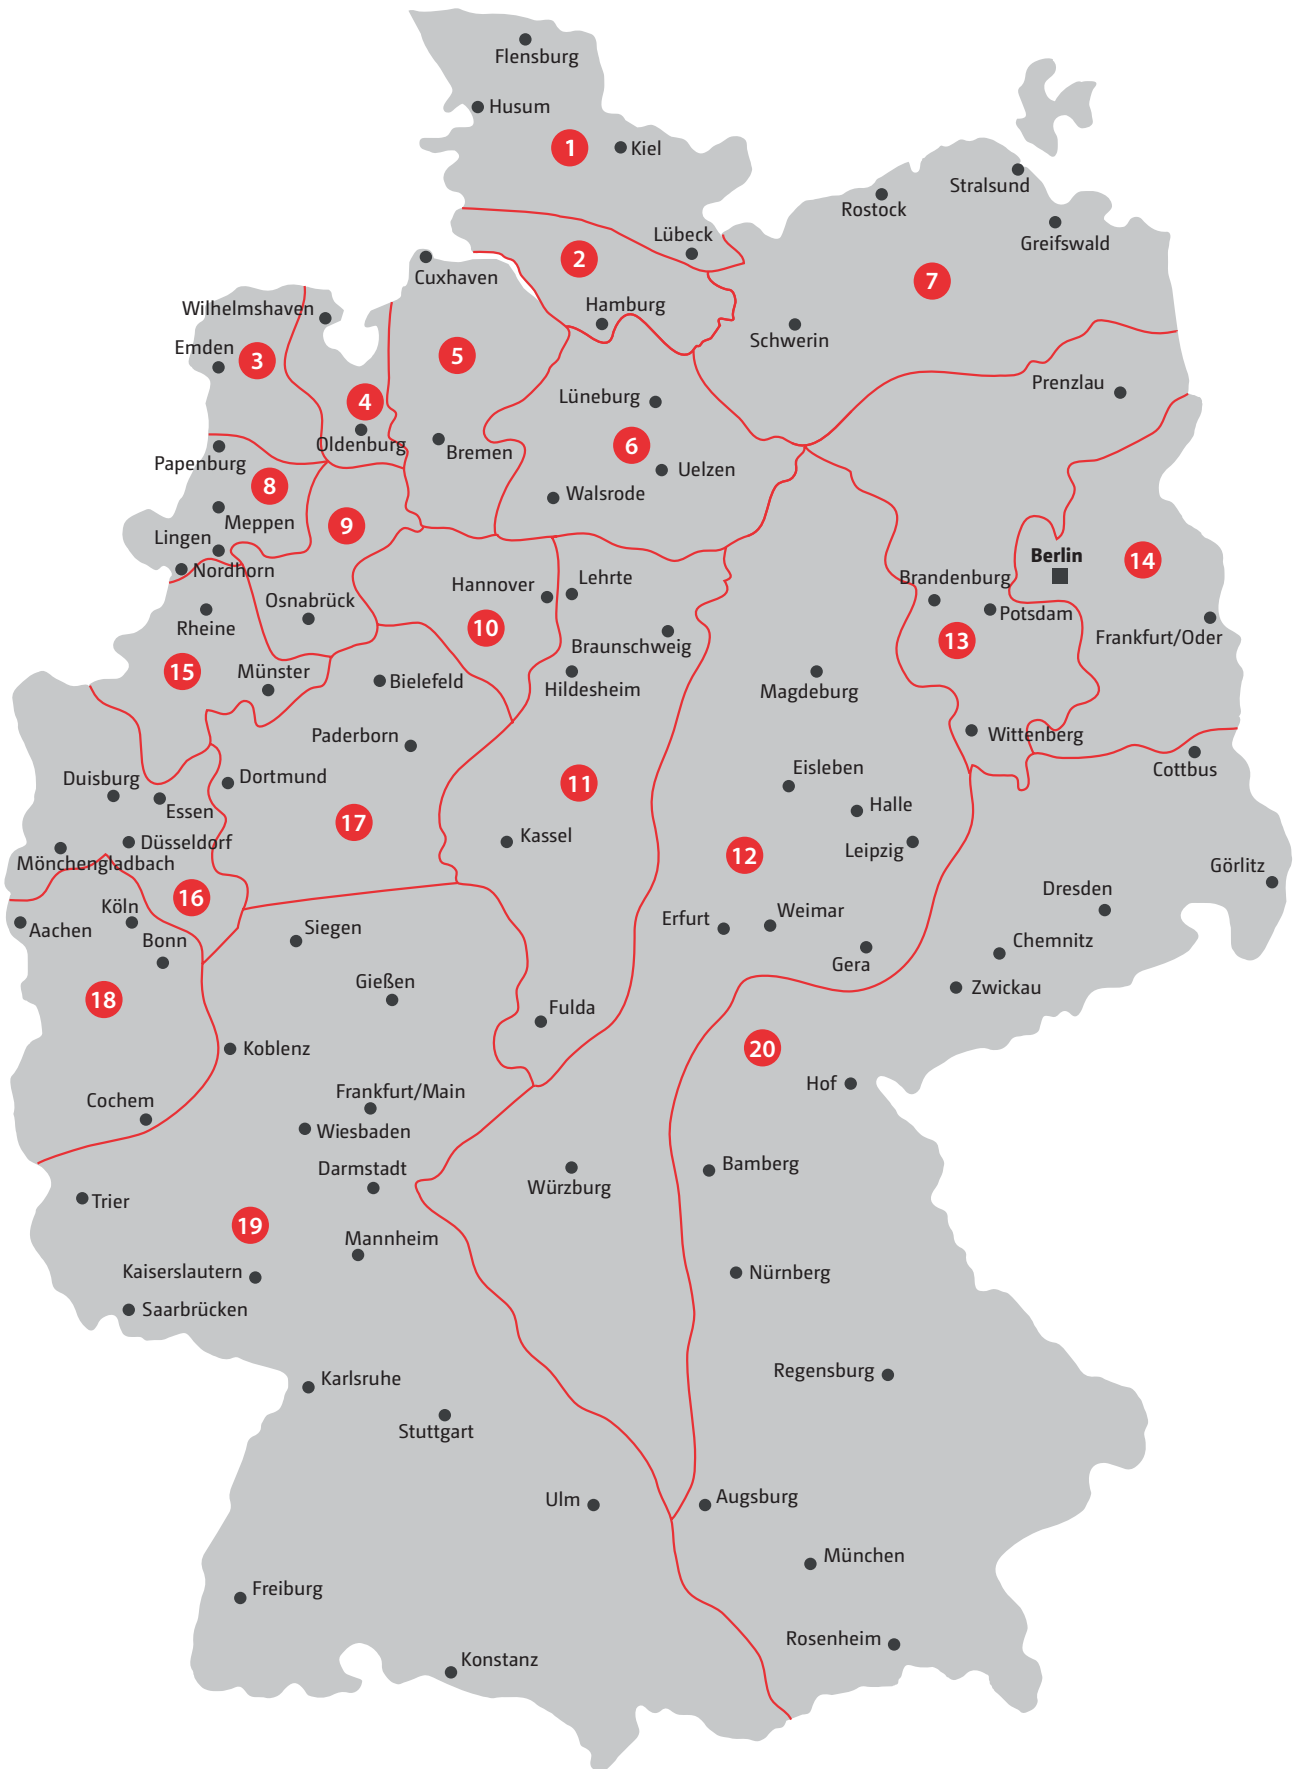 Flensburg
Husum
1
Kiel
Stralsund
Rostock
Greifswald
Lübeck
2
Cuxhaven
7
Wilhelmshaven
Hamburg
Schwerin
Emden
3
5
Prenzlau
4
Lüneburg
Oldenburg
6
Bremen
Papenburg
Uelzen
8
Walsrode
Meppen
9
Lingen
Berlin
14
Nordhorn
Hannover
Lehrte
Brandenburg
Osnabrück
Potsdam
Rheine
10
Frankfurt/Oder
13
Braunschweig
15
Münster
Bielefeld
Hildesheim
Magdeburg
Paderborn
Wittenberg
Cottbus
Duisburg
Dortmund
11
Eisleben
Essen
Halle
17
Düsseldorf
Kassel
Leipzig
12
Mönchengladbach
Görlitz
16
Dresden
Köln
Aachen
Siegen
Erfurt
Weimar
Bonn
Chemnitz
Gera
Gießen
Zwickau
18
Fulda
Koblenz
20
Hof
Frankfurt/Main
Cochem
Wiesbaden
Darmstadt
Bamberg
Würzburg
Trier
19
Mannheim
Kaiserslautern
Nürnberg
Saarbrücken
Regensburg
Karlsruhe
Stuttgart
Ulm
Augsburg
München
Freiburg
Rosenheim
Konstanz